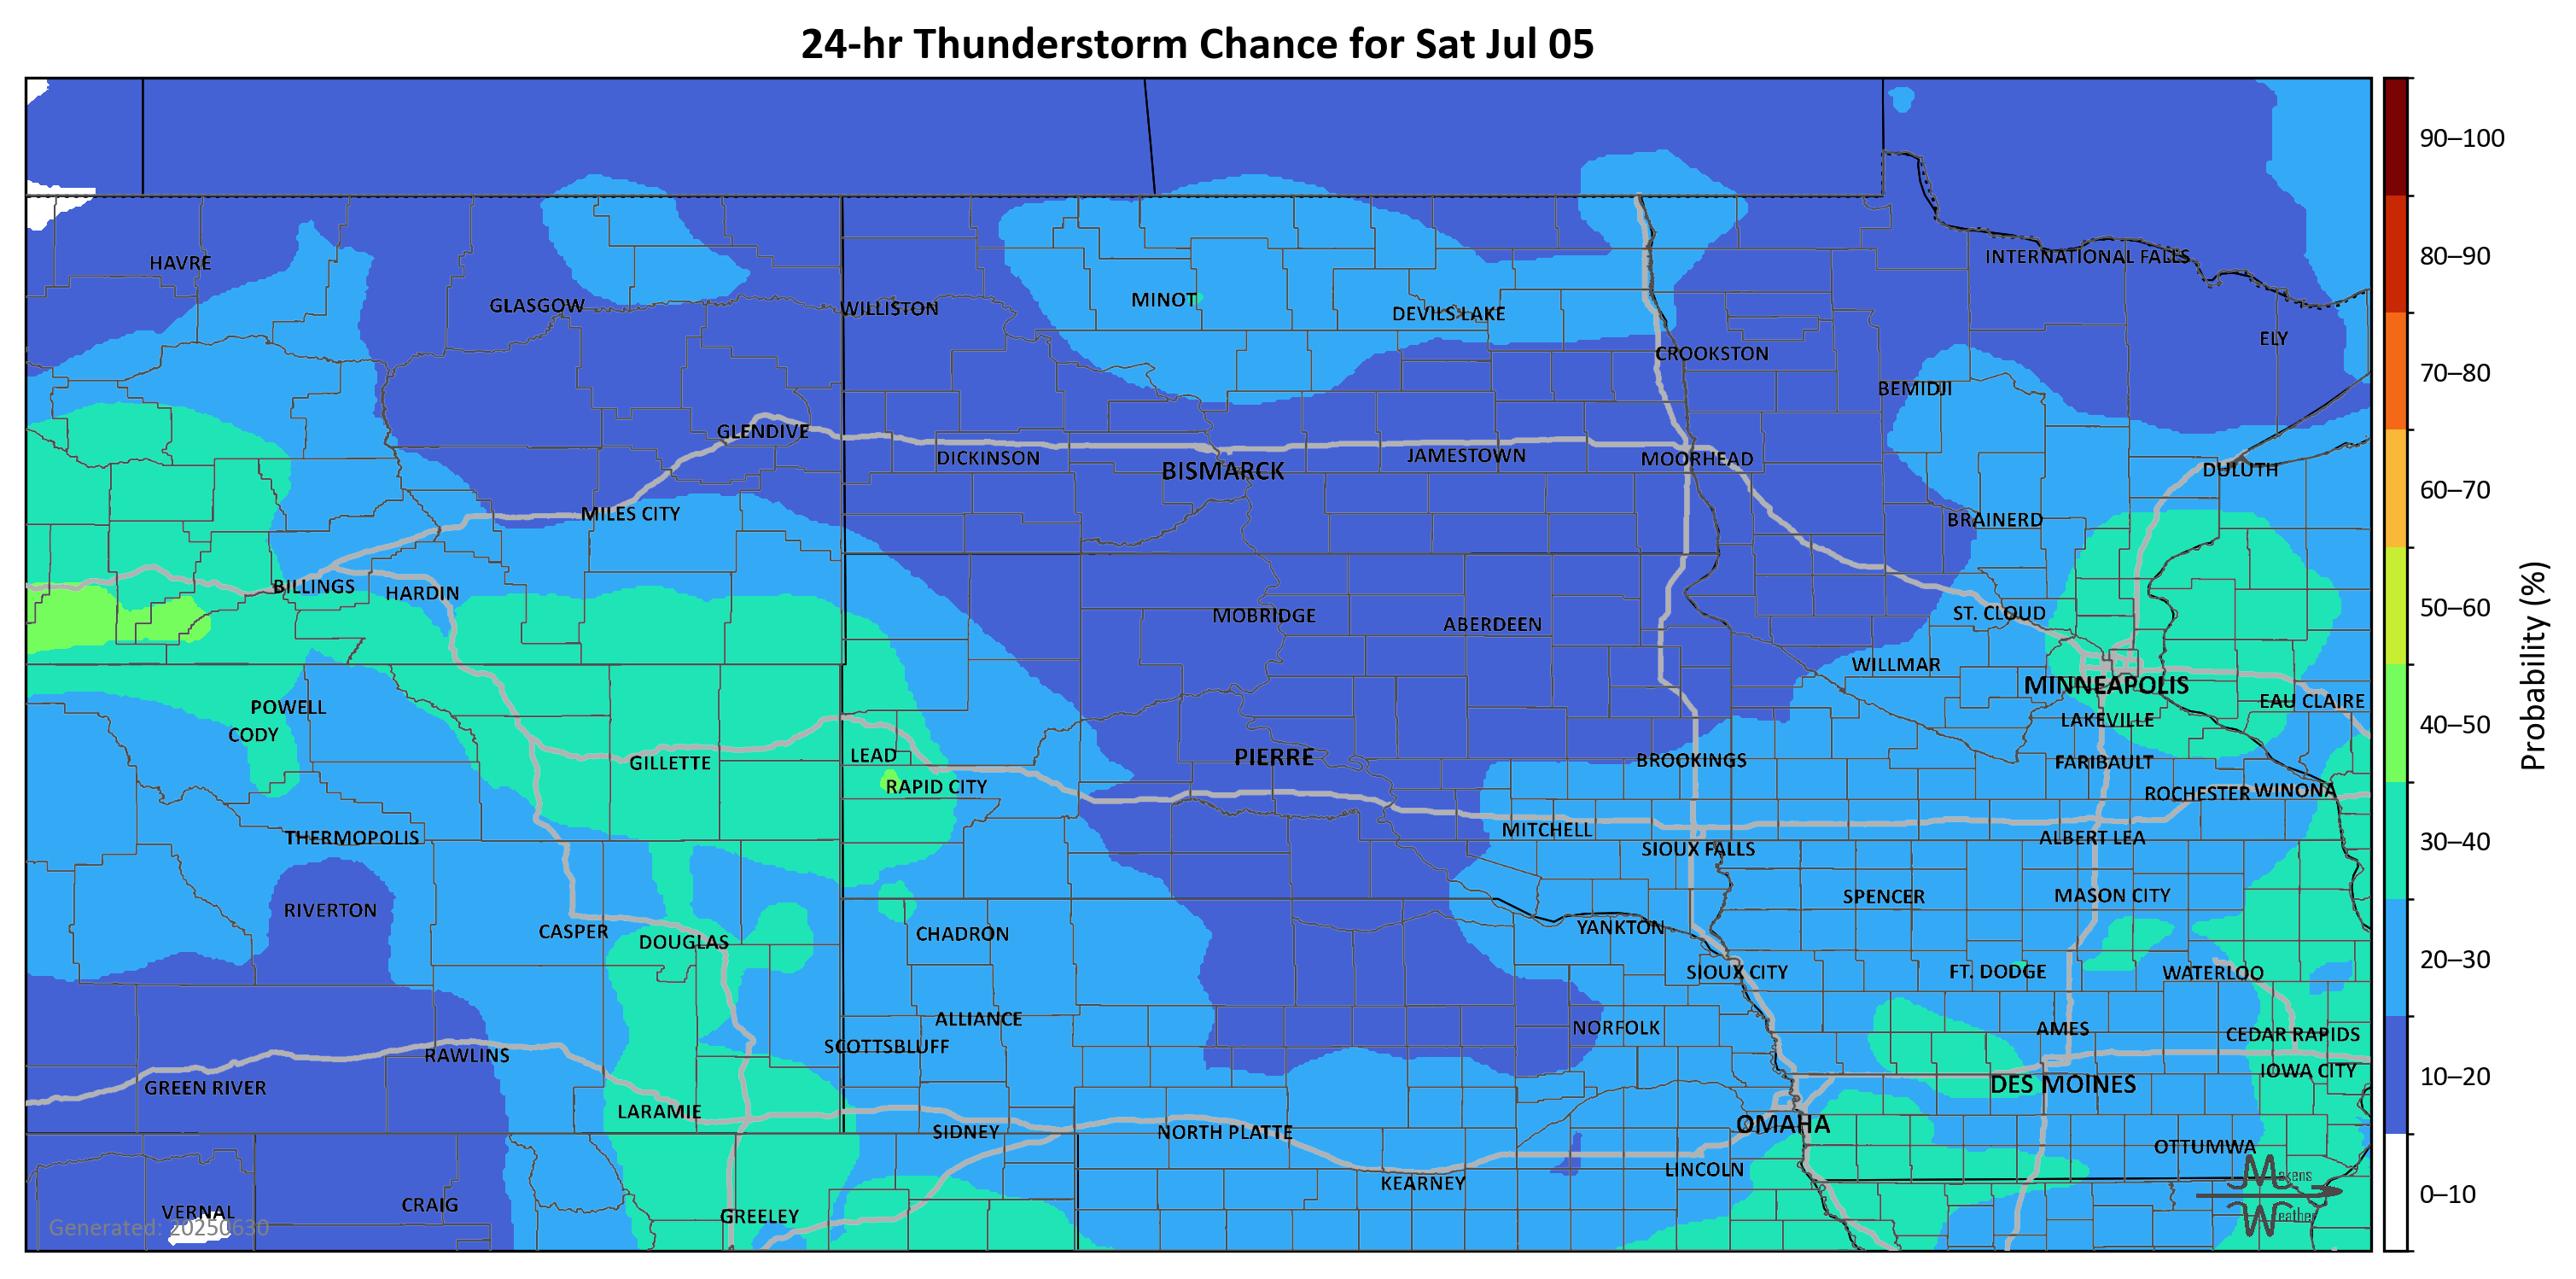 24-hr Thunderstorm Chance for Sat Jul 05
90–100
HAVRE
INTERNATIONAL FALLS
80–90
GLASGOW
WILLISTON
MINOT
DEVILS LAKE
ELY
CROOKSTON
70–80
BEMIDJI
GLENDIVE
DICKINSON
BISMARCK
JAMESTOWN
MOORHEAD
DULUTH
60–70
MILES CITY
BRAINERD
BILLINGS
HARDIN
50–60
MOBRIDGE
ABERDEEN
ST. CLOUD
WILLMAR
Probability (%)
MINNEAPOLIS
POWELL
EAU CLAIRE
CODY
LAKEVILLE
40–50
GILLETTE
LEAD
PIERRE
BROOKINGS
FARIBAULT
RAPID CITY
ROCHESTER
WINONA
THERMOPOLIS
MITCHELL
ALBERT LEA
30–40
SIOUX FALLS
RIVERTON
SPENCER
MASON CITY
CASPER
DOUGLAS
CHADRON
YANKTON
20–30
SIOUX CITY
FT. DODGE
WATERLOO
ALLIANCE
NORFOLK
AMES
CEDAR RAPIDS
SCOTTSBLUFF
RAWLINS
IOWA CITY
GREEN RIVER
DES MOINES
10–20
LARAMIE
SIDNEY
NORTH PLATTE
OMAHA
OTTUMWA
LINCOLN
KEARNEY
Makens
Weather
0–10
VERNAL
CRAIG
GREELEY
Generated: 20250630